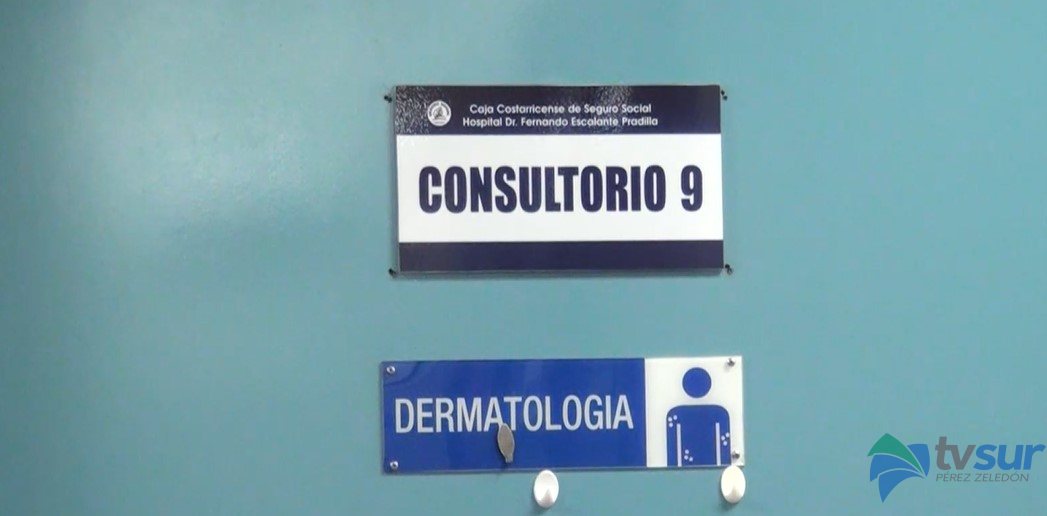 Caja Costarricense de Seguro Social
Hospital Dr. Fernando Escalante Pradilla
CONSULTORIO 9
DERMATOLOGIA
tvsur
PÉREZ ZELEDÓN